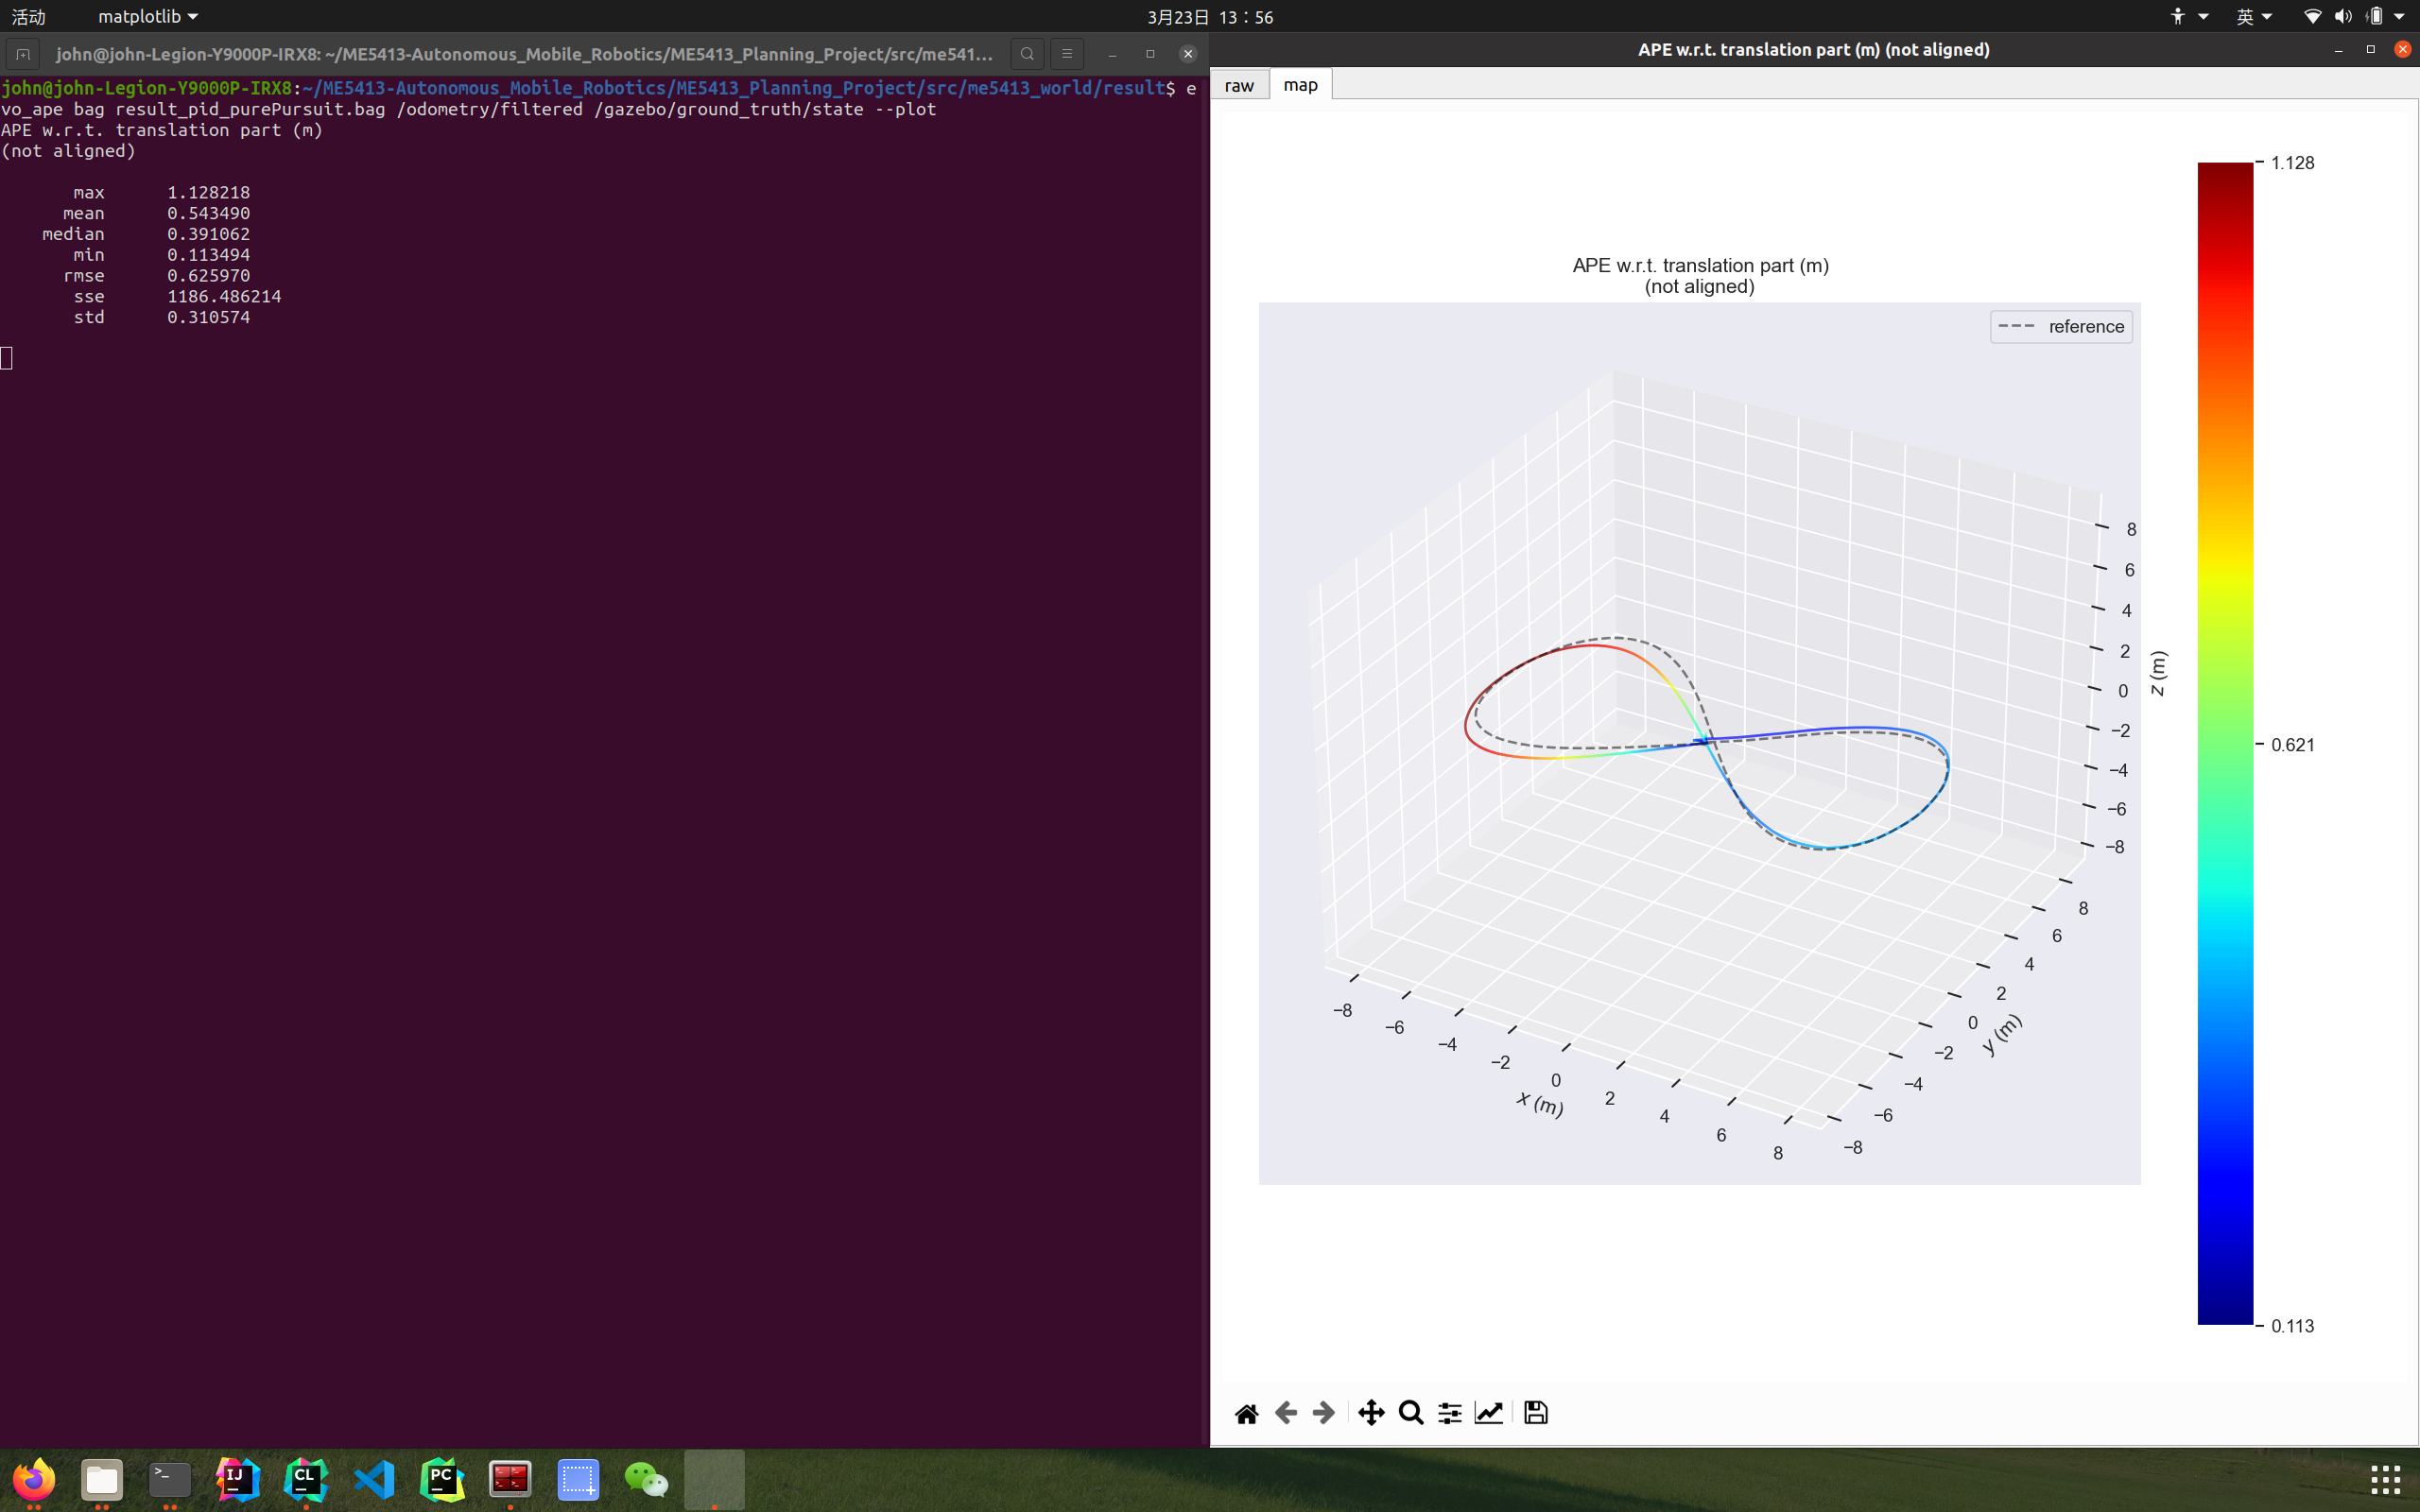 活动
matplotlib
3月23日 13：56
英
john@john-Legion-Y9000P-IRX8: ~/ME5413-Autonomous_Mobile_Robotics/ME5413_Planning_Project/src/me541...
john@john-Legion-Y9000P-IRX8:~/ME5413-Autonomous_Mobile_Robotics/ME5413_Planning_Project/src/me5413_world/result$ e
vo_ape bag result_pid_purePursuit.bag /odometry/filtered /gazebo/ground_truth/state --plot
APE w.r.t. translation part (m)
(not aligned)
max 1.128218
mean 0.543490
median 0.391062
min 0.113494
rmse 0.625970
sse 1186.486214
std 0.310574
APE w.r.t. translation part (m) (not aligned)
raw
map
APE w.r.t. translation part (m)
(not aligned)
reference
8
6
4
2
0
−2
−4
−6
−8
z (m)
8
6
4
2
0
−2
−4
−6
−8
y (m)
−8
−6
−4
−2
0
2
4
6
8
x (m)
1.128
0.621
0.113
>_
IJ
CL
PC